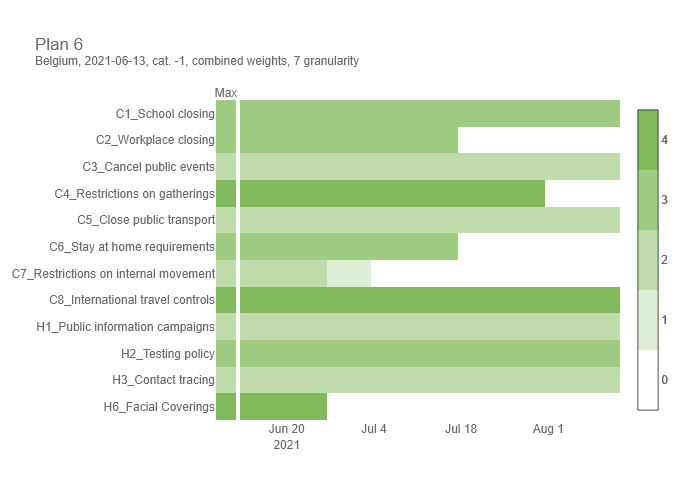 Plan 6
Belgium, 2021-06-13, cat. -1, combined weights, 7 granularity
Max
C1_School closing
C2_Workplace closing
C3_Cancel public events
C4_Restrictions on gatherings
C5_Close public transport
C6_Stay at home requirements
C7_Restrictions on internal movement
C8_International travel controls
H1_Public information campaigns
H2_Testing policy
H3_Contact tracing
H6_Facial Coverings
Jun 20 Jul 4 Jul 18 Aug 1
2021
4
3
2
1
0